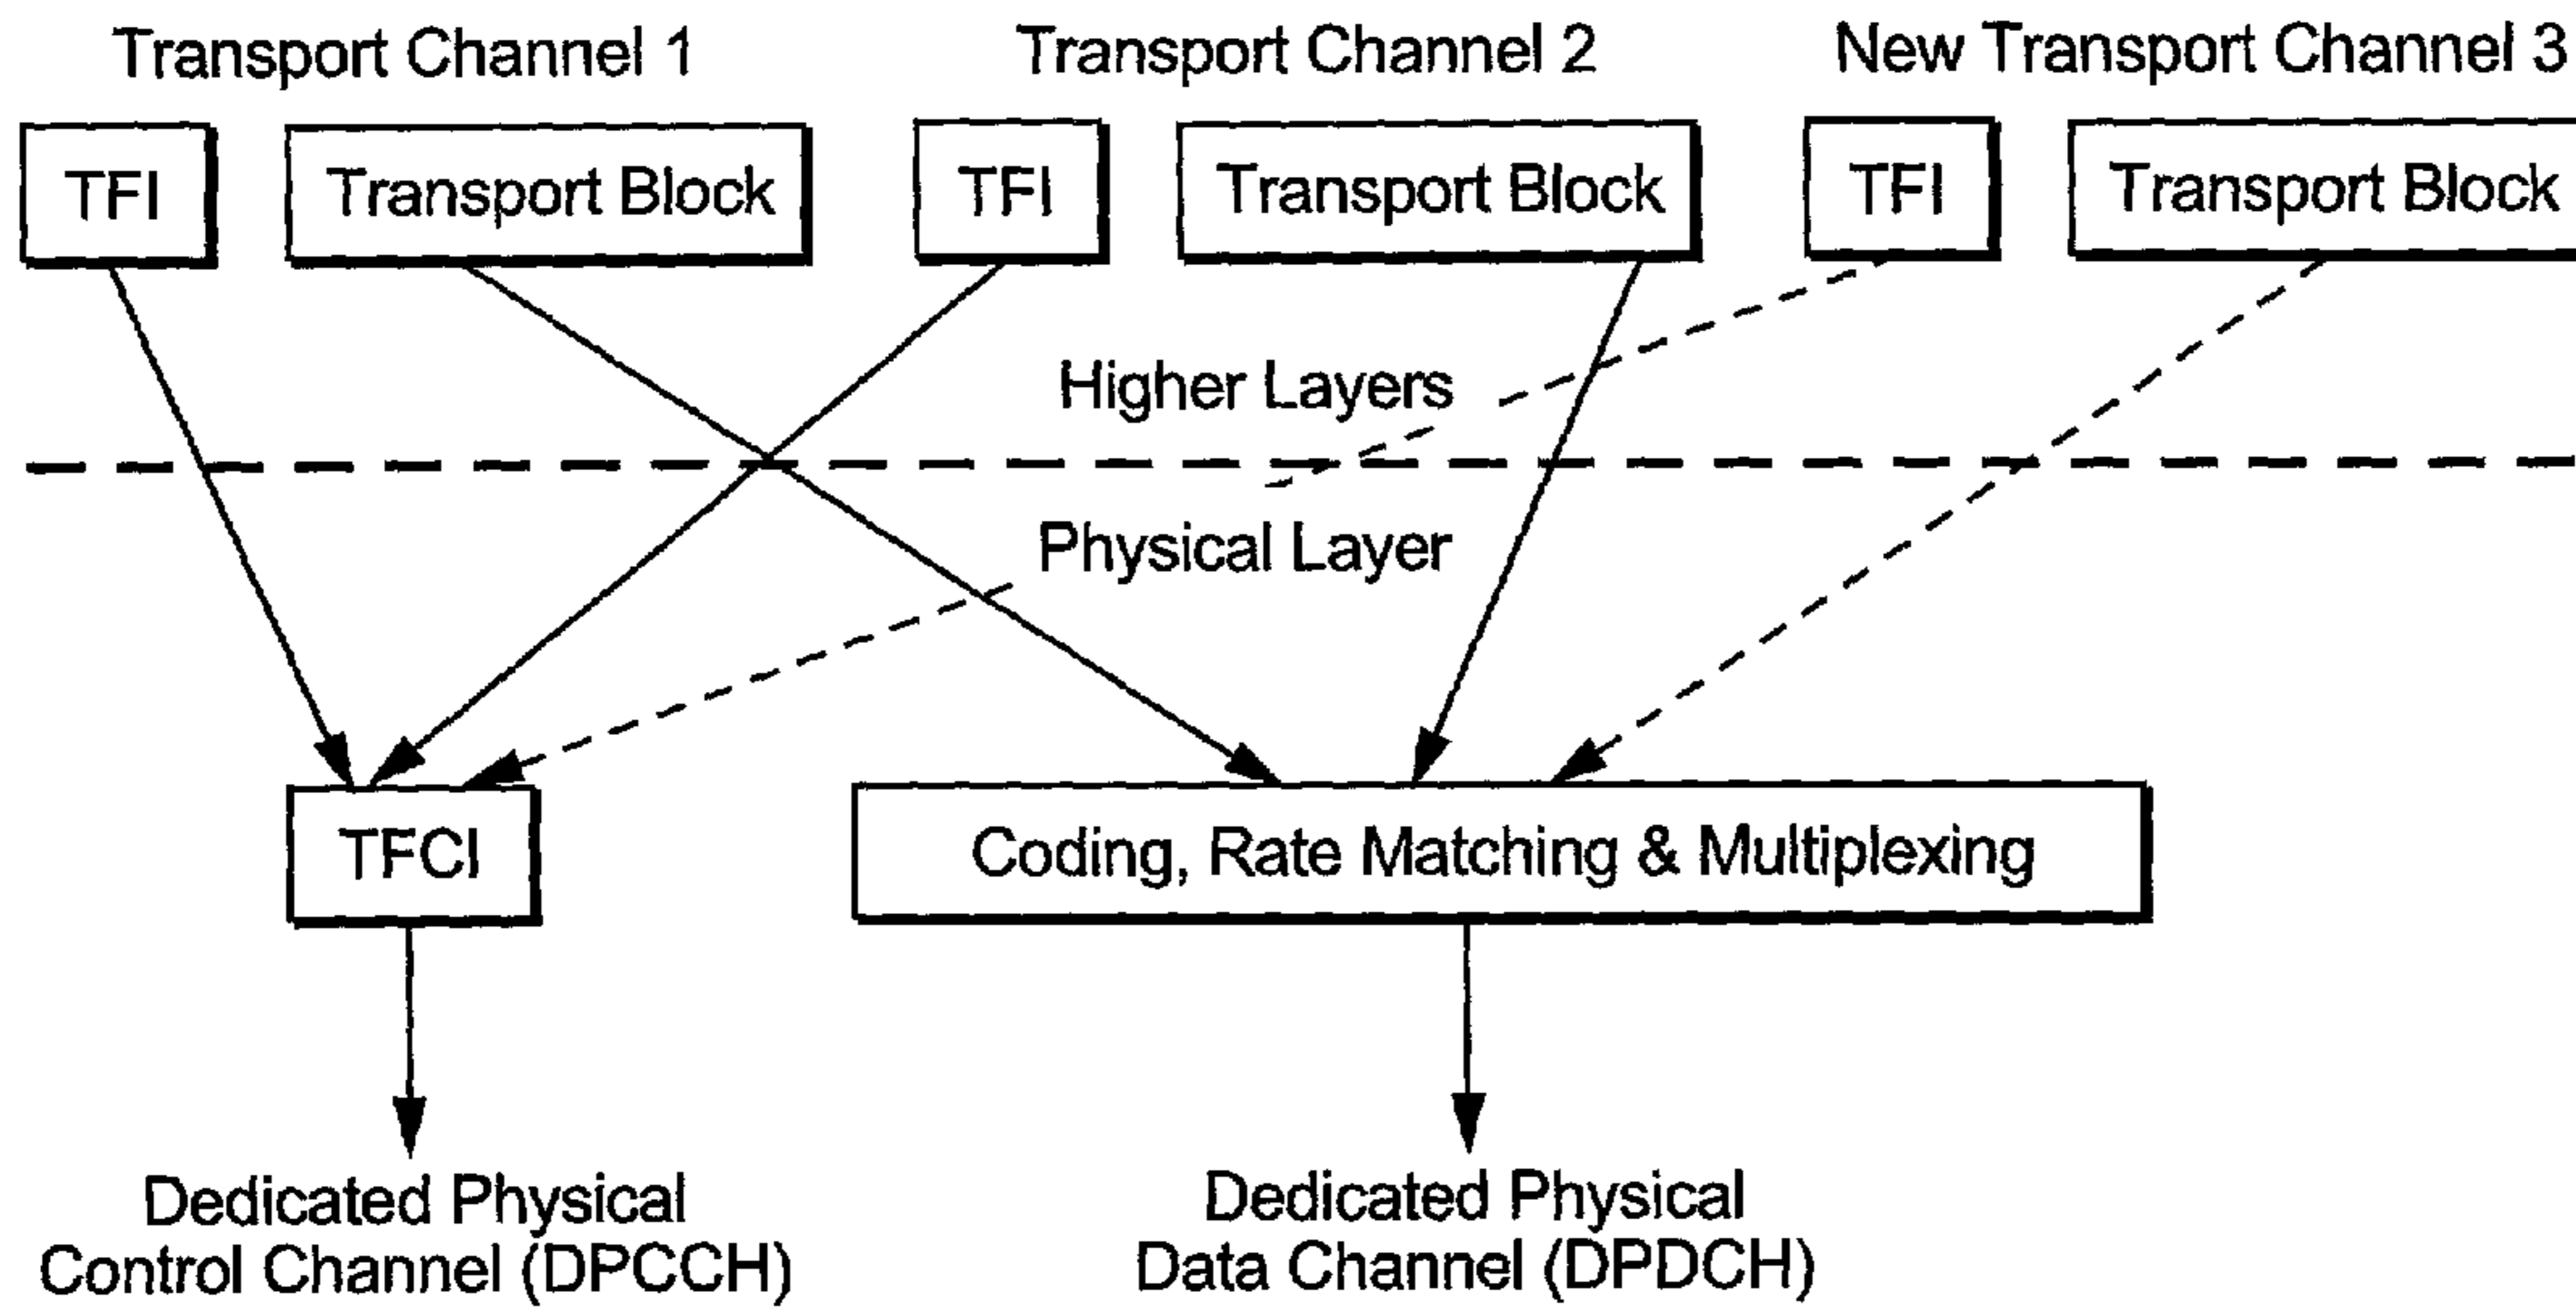 Transport Channel 1
Transport Channel 2
New Transport Channel 3
TFI
Transport Block
TFI
Transport Block
TFI
Transport Block
Higher Layers
Physical Layer
TFCI
Coding, Rate Matching & Multiplexing
Dedicated Physical
Control Channel (DPCCH)
Dedicated Physical
Data Channel (DPDCH)